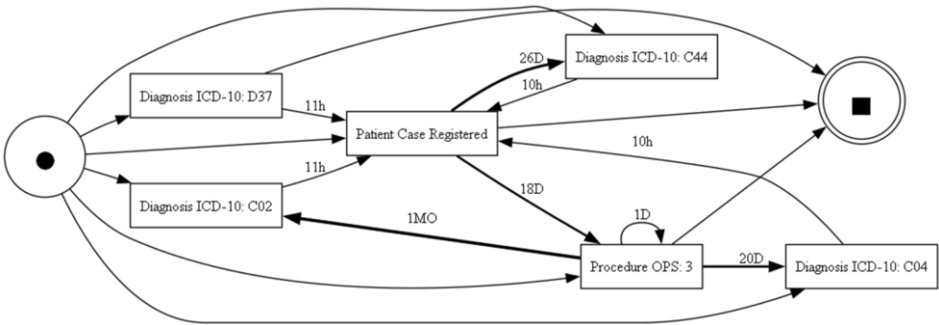 26D
Diagnosis ICD-10: C44
10h
Diagnosis ICD-10: D37
11h
Patient Case Registered
10h
11h
18D
Diagnosis ICD-10: C02
1MO
1D
Procedure OPS: 3
20D
Diagnosis ICD-10: C04